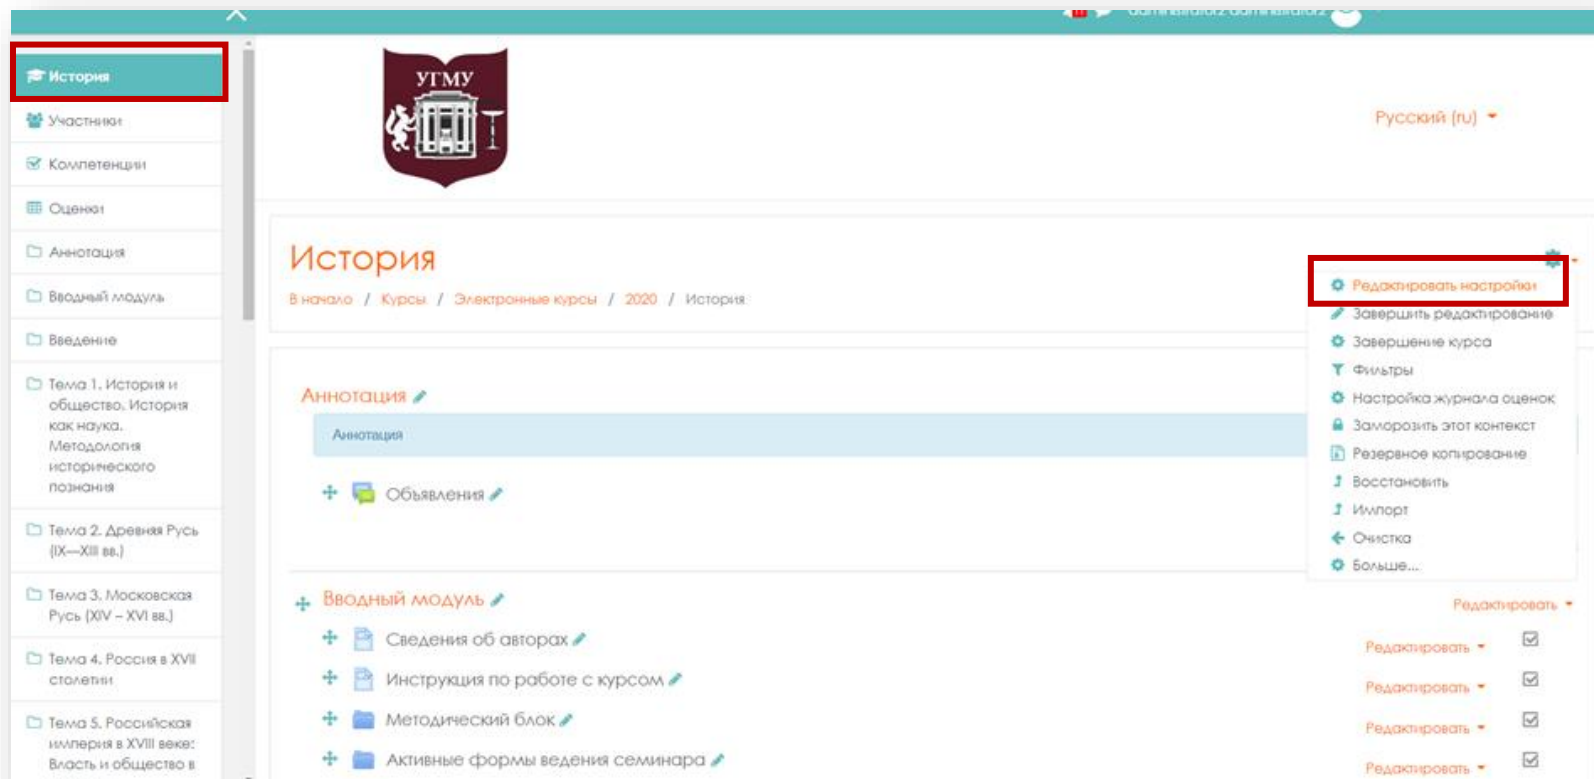 administrator2 administrator2
История
Участники
Компетенции
Оценки
Аннотация
Вводный модуль
Введение
Тема 1. История и
общество. История
как наука.
Методология
исторического
познания
Тема 2. Древняя Русь
(IX—XIII вв.)
Тема 3. Московская
Русь (XIV – XVI вв.)
Тема 4. Россия в XVII
столетии
Тема 5. Российская
империя в XVIII веке:
Власть и общество в
УГМУ
Русский (ru)
История
В начало / Курсы / Электронные курсы / 2020 / История
Редактировать настройки
Завершить редактирование
Завершение курса
Фильтры
Настройка журнала оценок
Заморозить этот контекст
Резервное копирование
Восстановить
Импорт
Очистка
Больше...
Аннотация
Аннотация
Объявления
Вводный модуль
Редактировать
Сведения об авторах
Редактировать
Инструкция по работе с курсом
Редактировать
Методический блок
Редактировать
Активные формы ведения семинара
Редактировать